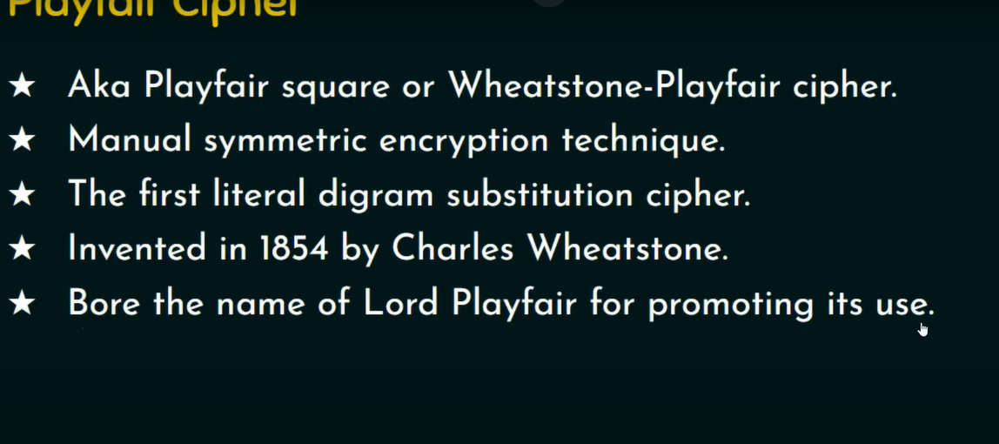 Playfair Cipher
★ Aka Playfair square or Wheatstone-Playfair cipher.
★ Manual symmetric encryption technique.
★ The first literal digram substitution cipher.
★ Invented in 1854 by Charles Wheatstone.
★ Bore the name of Lord Playfair for promoting its use.